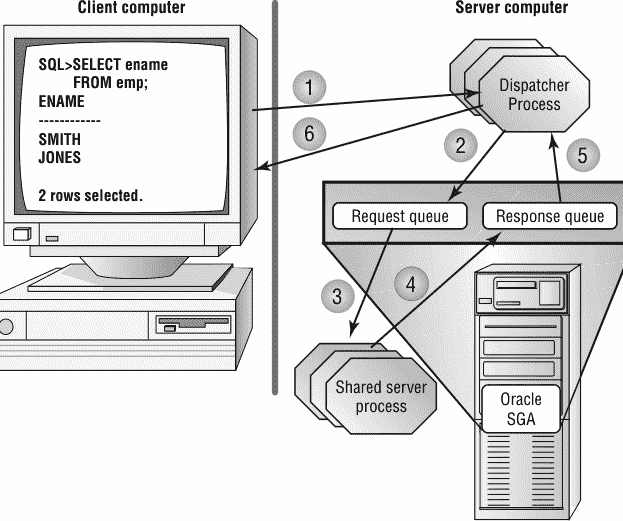 Client computer
Server computer
SQL>SELECT ename
FROM emp;
ENAME
------------
SMITH
JONES
2 rows selected.
1
6
Dispatcher
Process
2
5
Request queue
Response queue
3
4
Shared server
process
Oracle
SGA